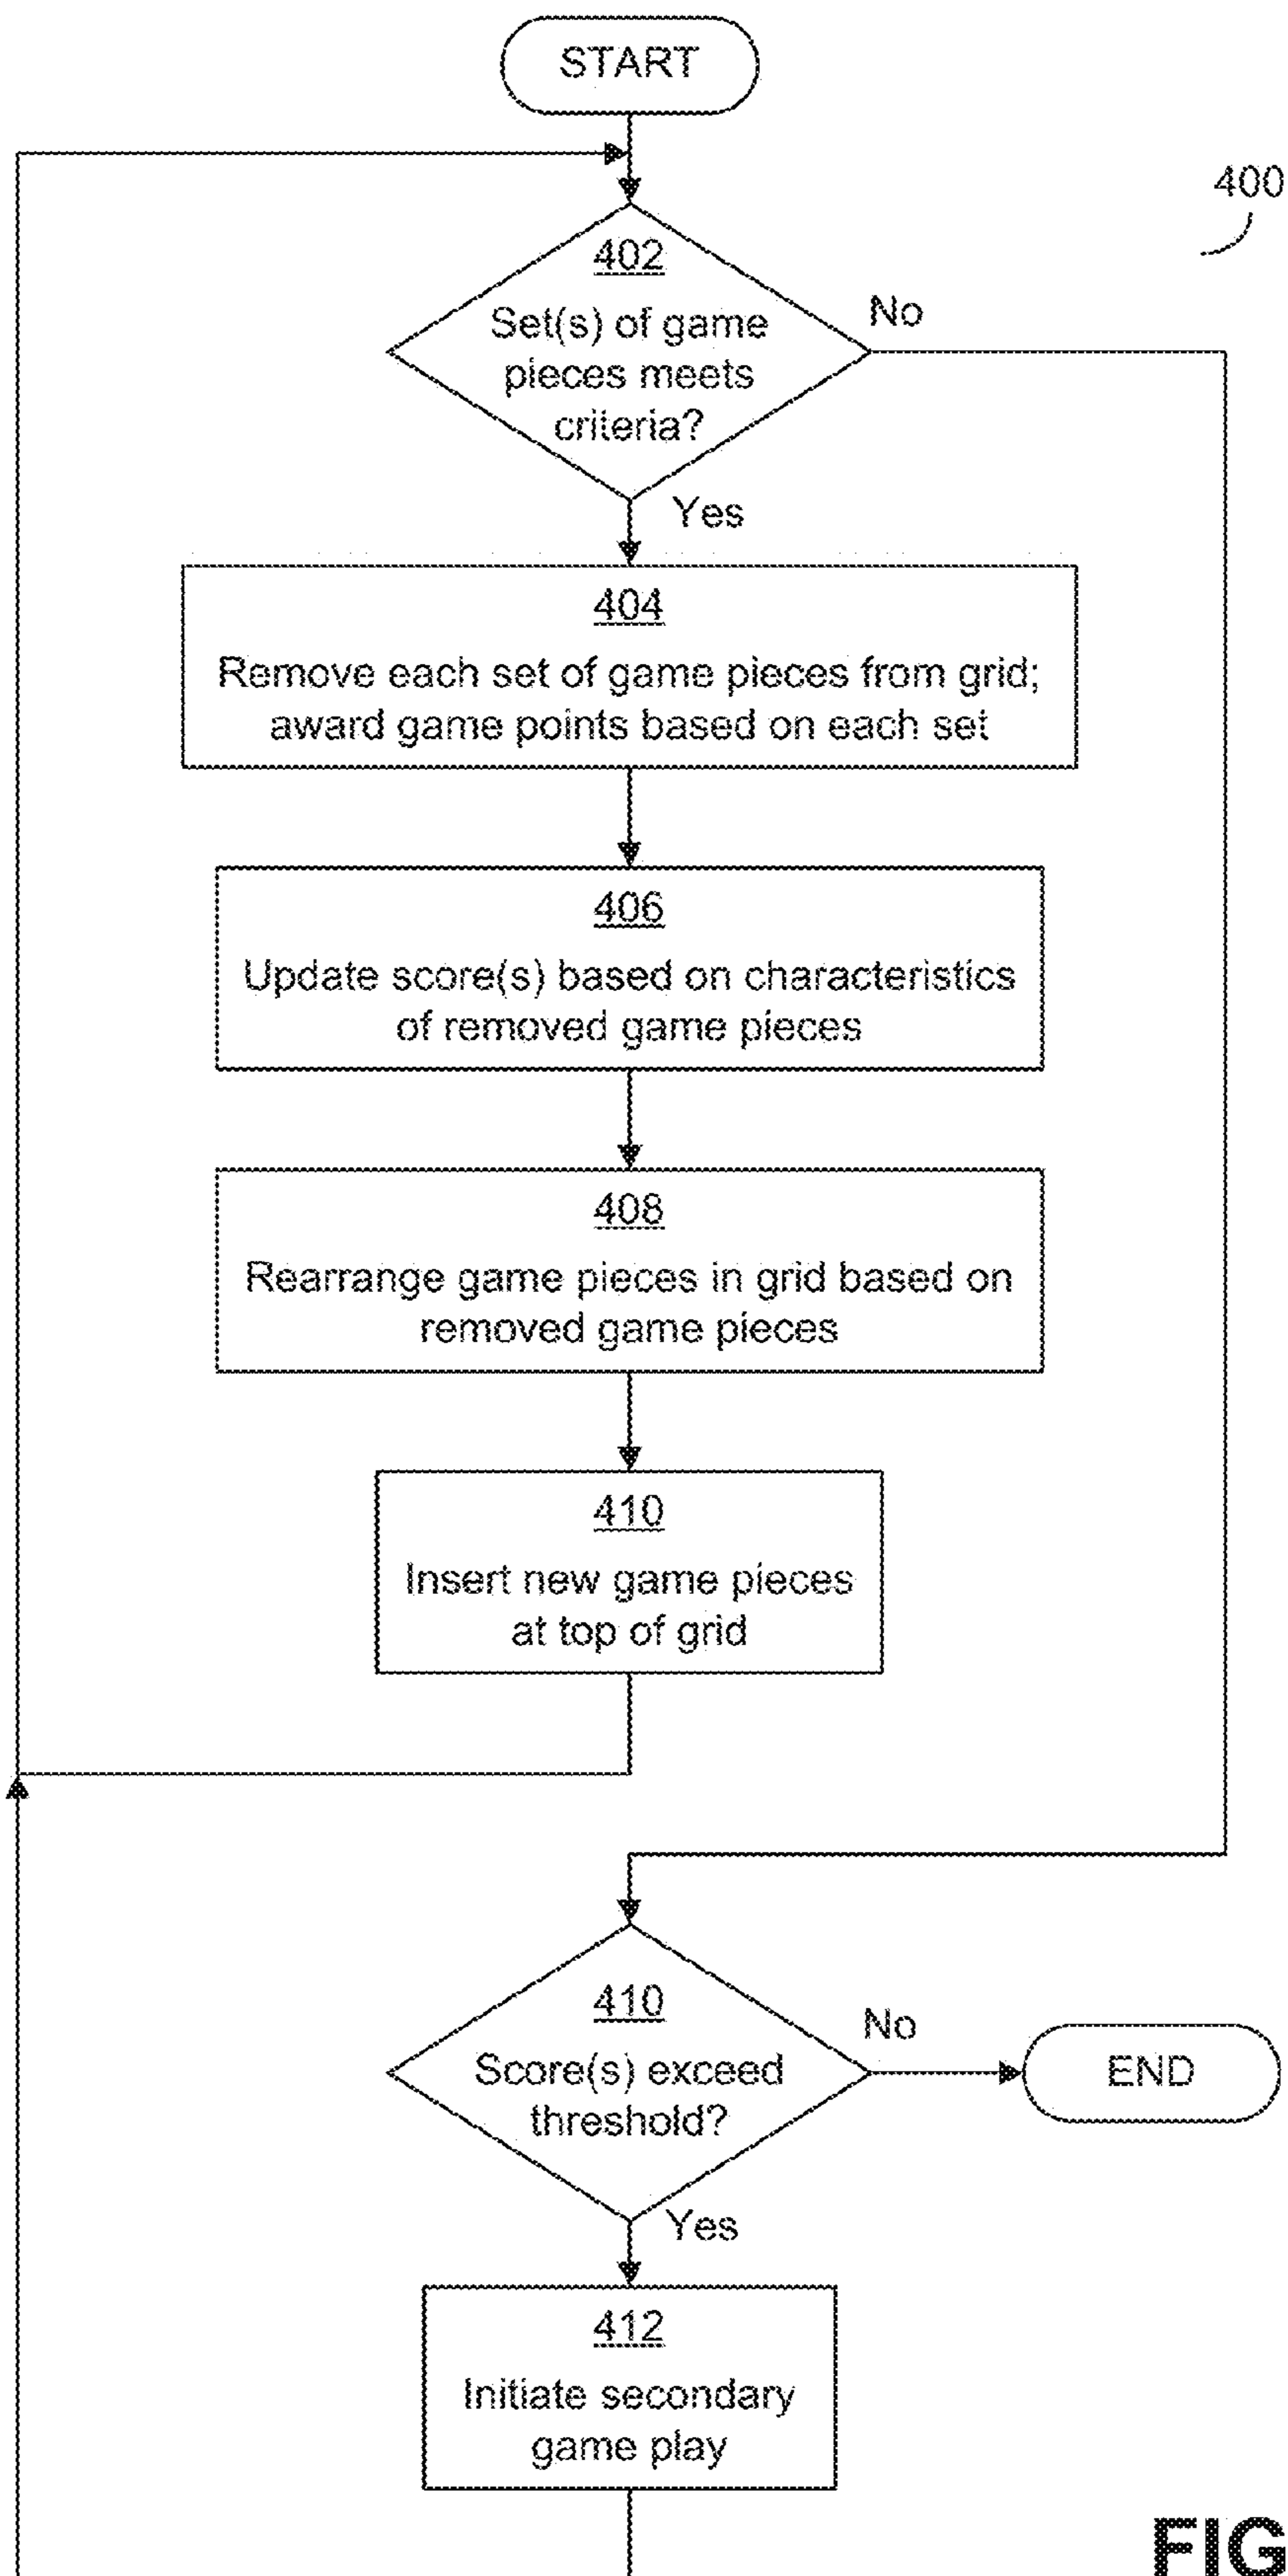 START
400
402
Set(s) of game
pieces meets
criteria?
No
Yes
404
Remove each set of game pieces from grid;
award game points based on each set
406
Update score(s) based on characteristics
of removed game pieces
408
Rearrange game pieces in grid based on
removed game pieces
410
Insert new game pieces
at top of grid
410
Score(s) exceed
threshold?
No
END
Yes
412
Initiate secondary
game play
FIG